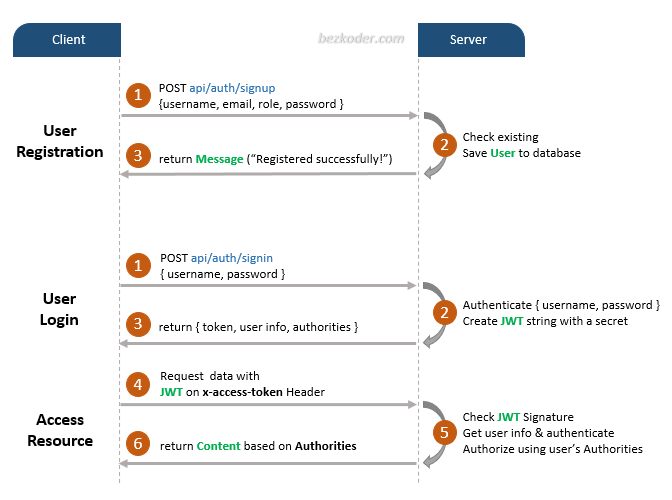 Client
bezkoder.com
Server
User
Registration
1
POST api/auth/signup
{username, email, role, password }
2
Check existing
Save User to database
3
return Message (“Registered successfully!”)
User
Login
1
POST api/auth/signin
{ username, password }
2
Authenticate { username, password }
Create JWT string with a secret
3
return { token, user info, authorities }
Access
Resource
4
Request  data with
JWT on x-access-token Header
5
Check JWT Signature
Get user info & authenticate
Authorize using user’s Authorities
6
return Content based on Authorities